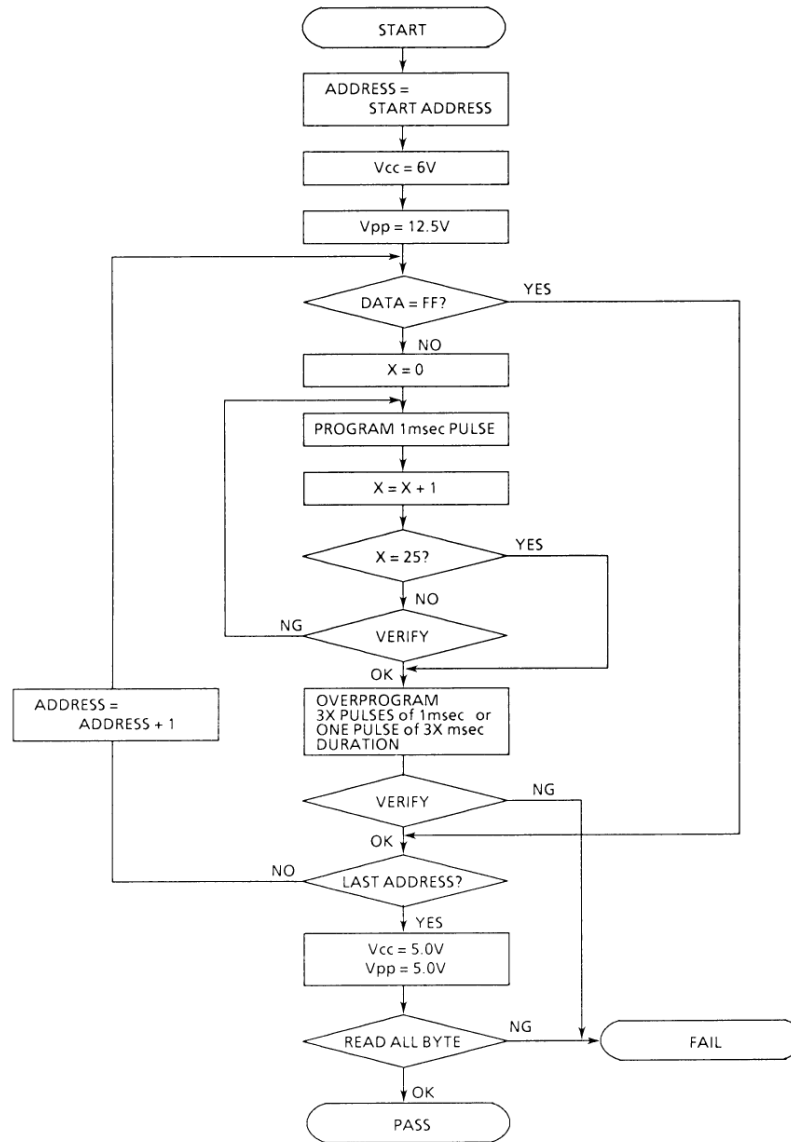 START
ADDRESS =
START ADDRESS
Vcc = 6V
Vpp = 12.5V
DATA = FF?
YES
NO
X = 0
PROGRAM 1msec PULSE
X = X + 1
X = 25?
YES
NO
VERIFY
NG
OK
OVERPROGRAM
3X PULSES of 1msec or
ONE PULSE of 3X msec
DURATION
ADDRESS =
ADDRESS + 1
VERIFY
NG
OK
LAST ADDRESS?
NO
YES
Vcc = 5.0V
Vpp = 5.0V
READ ALL BYTE
NG
FAIL
OK
PASS